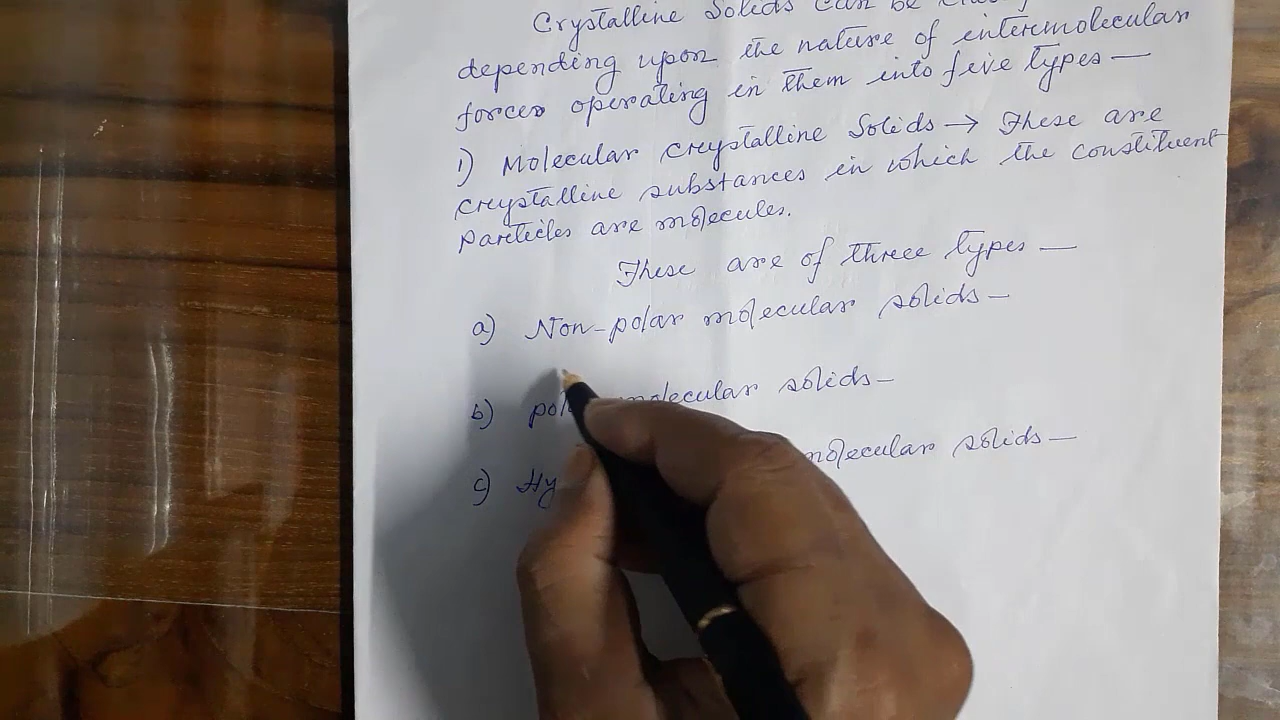 Crystalline Solids can be
depending upon the nature of intermolecular
forces operating in them into five types —
1) Molecular crystalline Solids → These are
crystalline substances in which the constituent
Particles are molecules.
These are of three types —
a) Non-polar molecular solids —
b) molecular solids —
c) molecular solids —